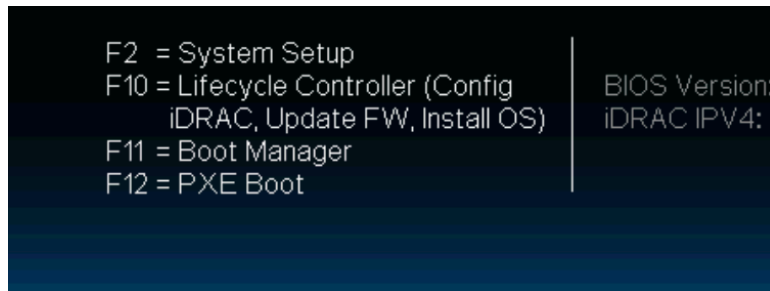 F2 = System Setup
F10 = Lifecycle Controller (Config
iDRAC, Update FW, Install OS)
F11 = Boot Manager
F12 = PXE Boot
BIOS Version:
iDRAC IPV4: